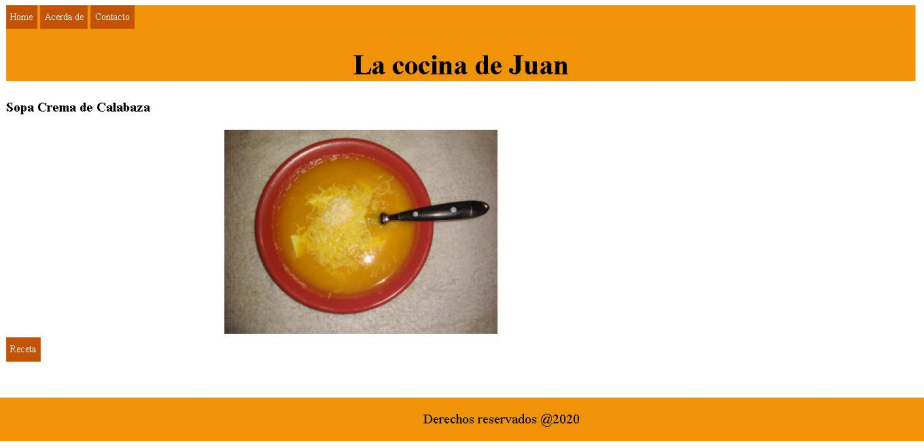 Home Acerda de Contacto
La cocina de Juan
Sopa Crema de Calabaza
Receta
Derechos reservados @2020